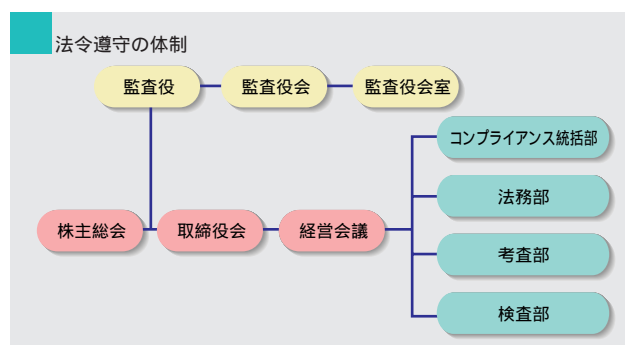 法令遵守の体制
監査役
監査役会
監査役会室
コンプライアンス統括部
法務部
株主総会
取締役会
経営会議
考査部
検査部